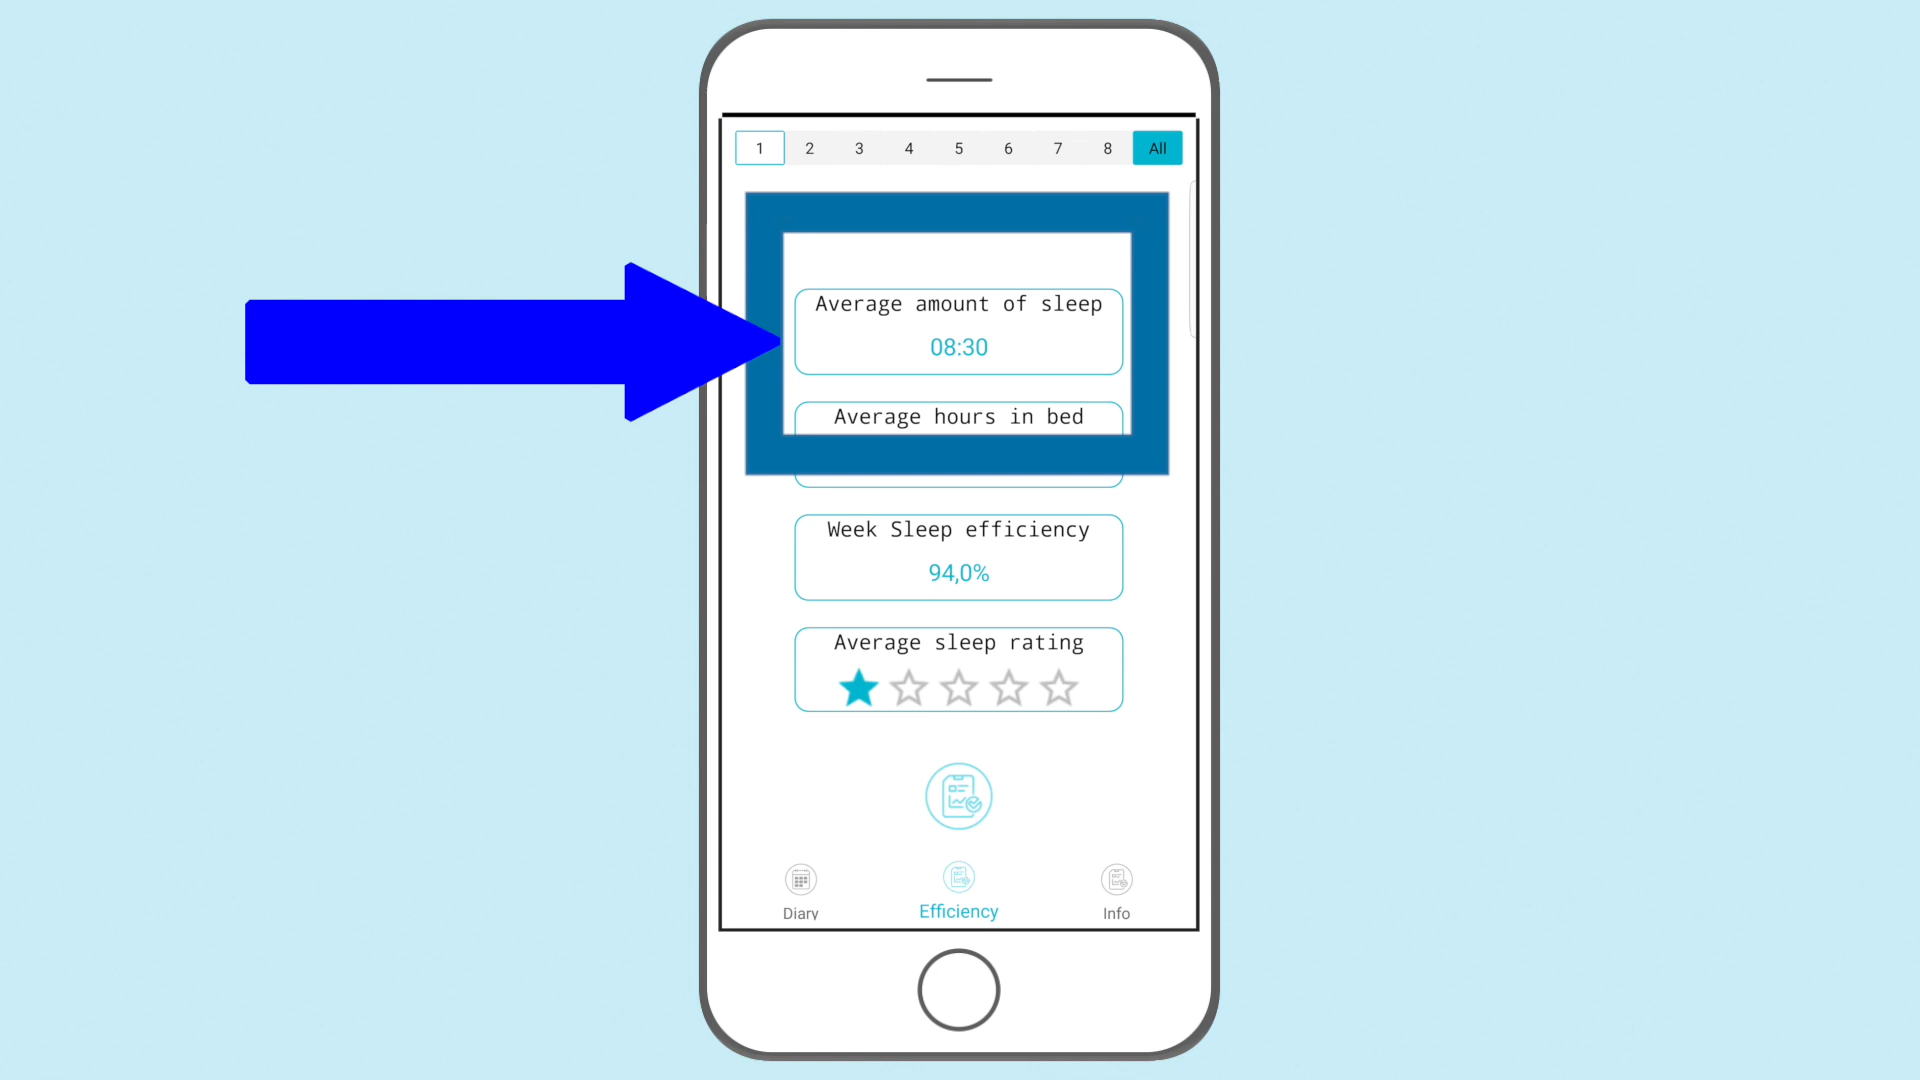 1 2 3 4 5 6 7 8 All
Average amount of sleep
08:30
Average hours in bed
Week Sleep efficiency
94,0%
Average sleep rating
Diary Efficiency Info